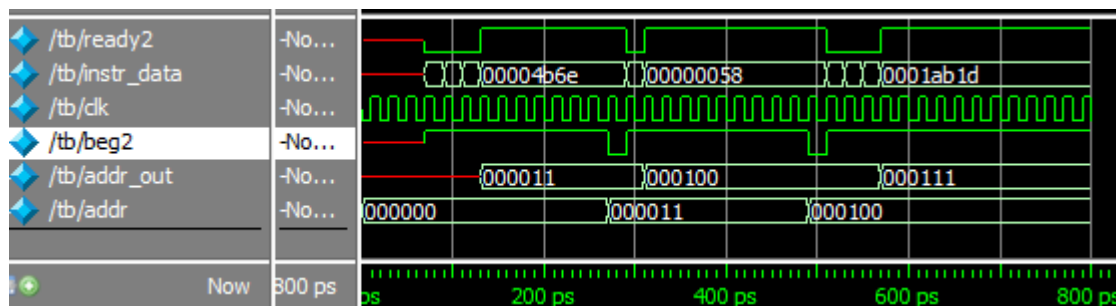 /tb/ready2 -No...
/tb/instr_data -No... 00004b6e 00000058 0001ab1d
/tb/clk -No...
/tb/beg2 -No...
/tb/addr_out -No... 000011 000100 000111
/tb/addr -No... 000000 000011 000100
Now 800 ps ps 200 ps 400 ps 600 ps 800 ps